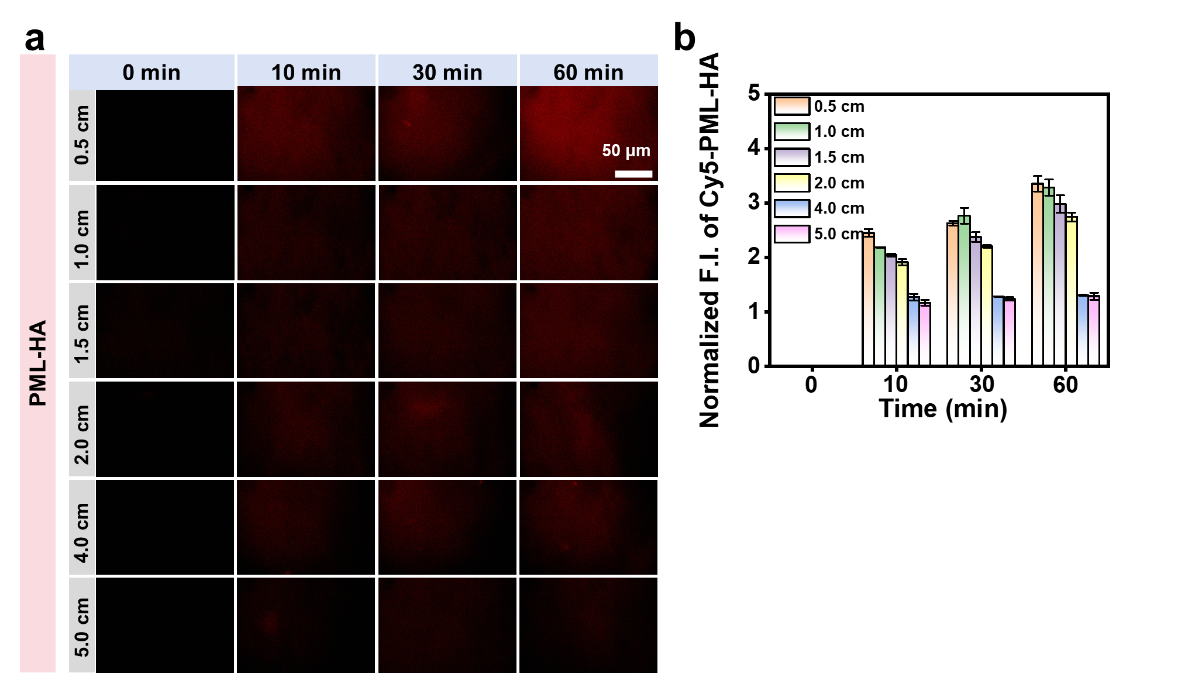 a
0 min 10 min 30 min 60 min
PML-HA
0.5 cm
50 μm
1.0 cm
1.5 cm
2.0 cm
4.0 cm
5.0 cm
b
Normalized F.I. of Cy5-PML-HA
5
4
3
2
1
0
0.5 cm
1.0 cm
1.5 cm
2.0 cm
4.0 cm
5.0 cm
0 10 30 60
Time (min)